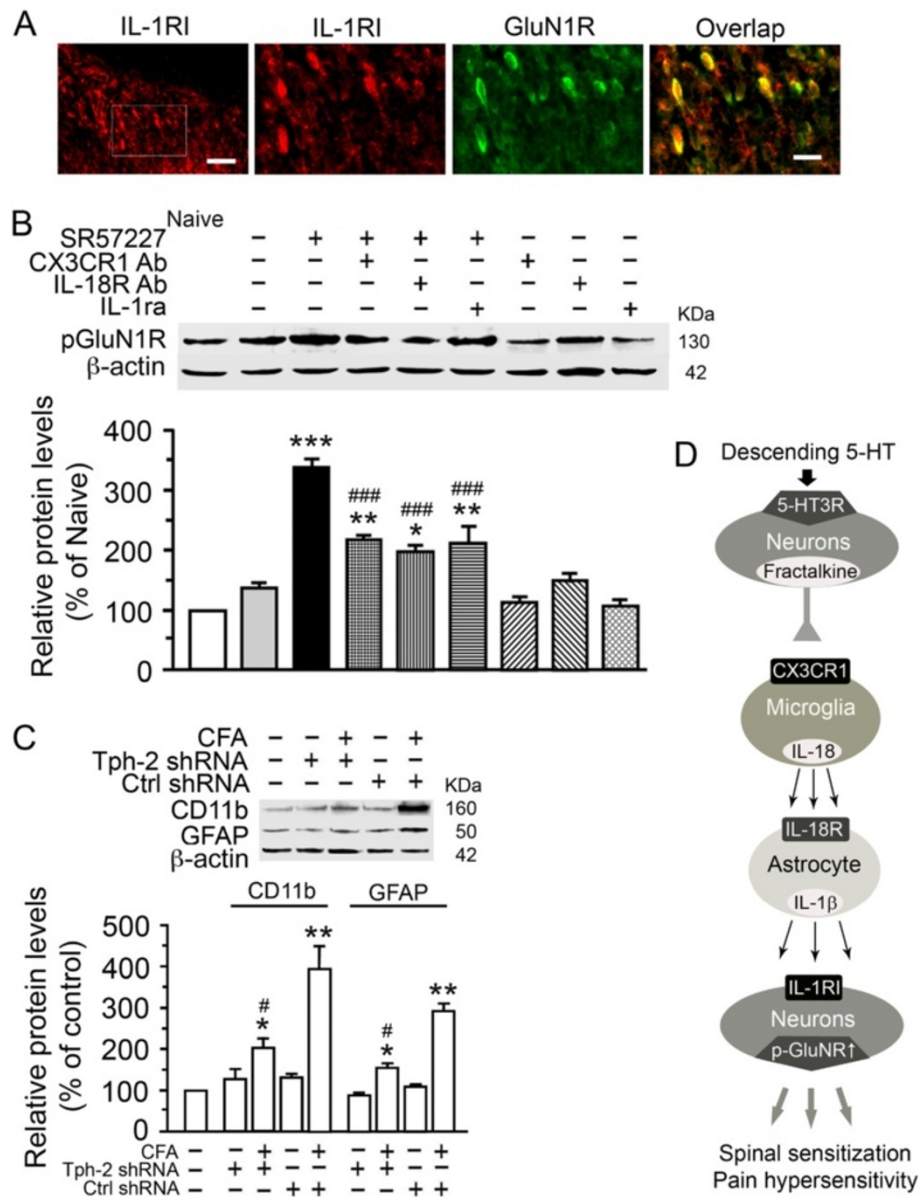 A
IL-1RI IL-1RI GluN1R Overlap
B
Naive
SR57227 – + + + + – – –
CX3CR1 Ab – – + – – + – –
IL-18R Ab – – – + – – + –
IL-1ra – – – – + – – +
KDa
pGluN1R 130
β-actin 42
Relative protein levels
(% of Naive)
400
300
200
100
0
***
###
**
###
*
###
**
C
CFA – – + – +
Tph-2 shRNA – + + – –
Ctrl shRNA – – – + +
KDa
CD11b 160
GFAP 50
β-actin 42
CD11b GFAP
Relative protein levels
(% of control)
500
400
300
200
100
0
#
*
**
#
*
**
CFA – – + – + – + – +
Tph-2 shRNA – + + – – + + – –
Ctrl shRNA – – – + + – – + +
D
Descending 5-HT
5-HT3R
Neurons
Fractalkine
CX3CR1
Microglia
IL-18
IL-18R
Astrocyte
IL-1β
IL-1RI
Neurons
p-GluNR↑
Spinal sensitization
Pain hypersensitivity